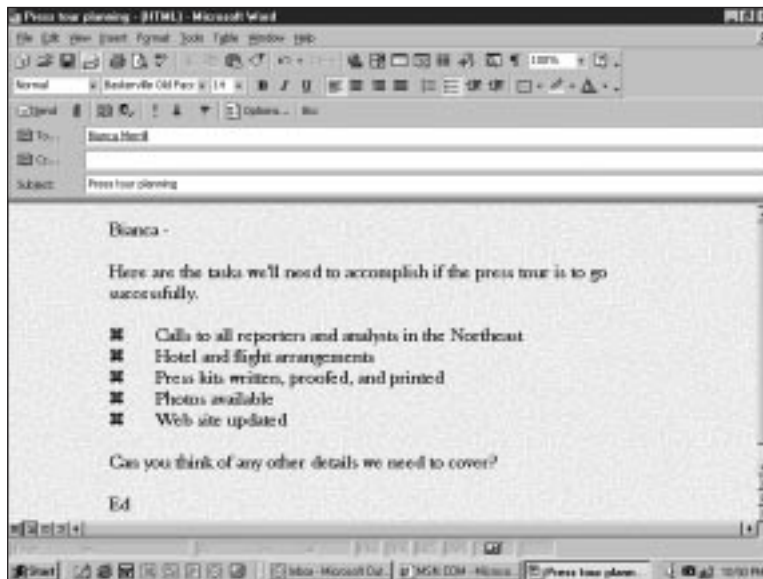 Press tour planning - (HTML) - Microsoft Word
File Edit View Insert Format Tools Table Window Help
100%
Normal Baskerville Old Face 14 B I U
Send Options...
To... Bianca Merrill
Cc...
Subject: Press tour planning
Bianca -
Here are the tasks we'll need to accomplish if the press tour is to go
successfully.
⌘ Calls to all reporters and analysts in the Northeast
⌘ Hotel and flight arrangements
⌘ Press kits written, proofed, and printed
⌘ Photos available
⌘ Web site updated
Can you think of any other details we need to cover?
Ed
Start Inbox - Microsoft Out... MSN.COM - Microso... Press tour plann...